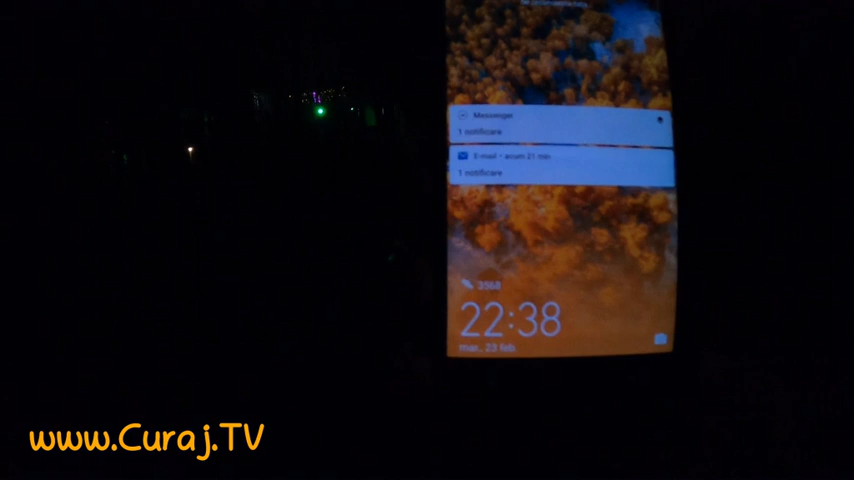 Messenger
1 notificare
E-mail • acum 21 min
1 notificare
3568
22:38
mar., 23 feb.
www.Curaj.TV